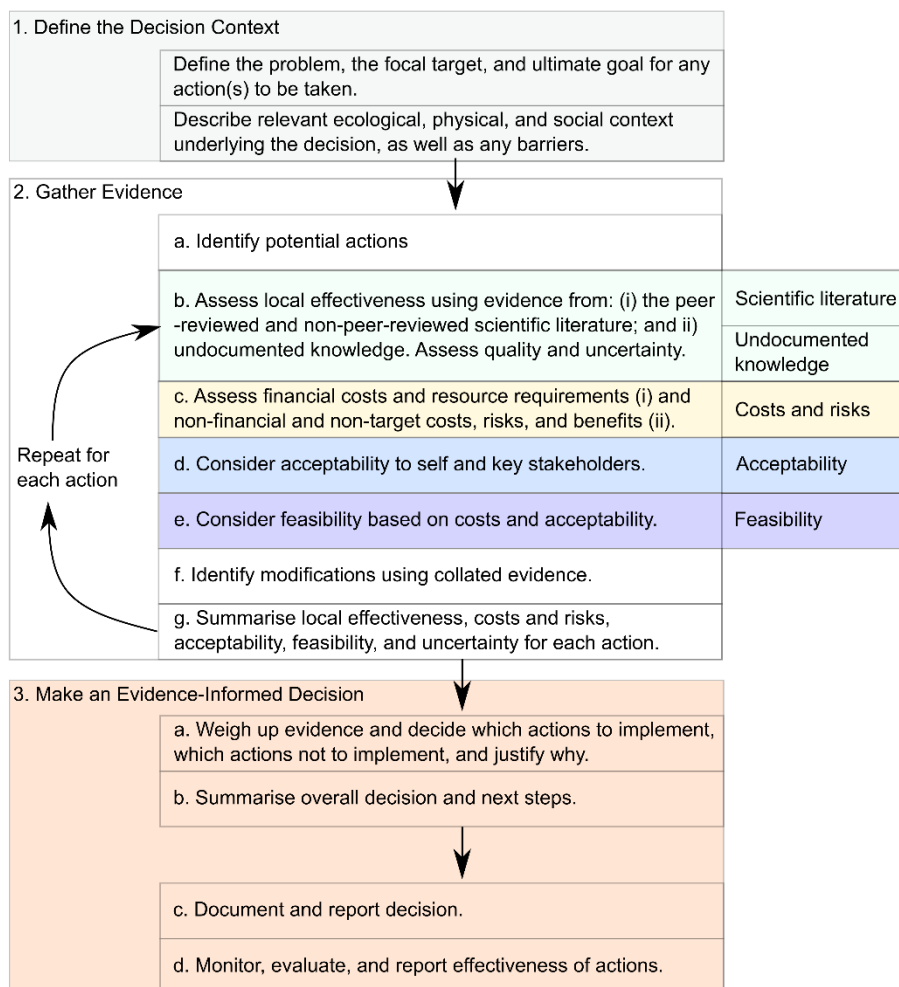 1. Define the Decision Context
Define the problem, the focal target, and ultimate goal for any
action(s) to be taken.
Describe relevant ecological, physical, and social context
underlying the decision, as well as any barriers.
2. Gather Evidence
a. Identify potential actions
b. Assess local effectiveness using evidence from: (i) the peer
-reviewed and non-peer-reviewed scientific literature; and ii)
undocumented knowledge. Assess quality and uncertainty.
Scientific literature
Undocumented
knowledge
c. Assess financial costs and resource requirements (i) and
non-financial and non-target costs, risks, and benefits (ii).
Costs and risks
Repeat for
each action
d. Consider acceptability to self and key stakeholders.
Acceptability
e. Consider feasibility based on costs and acceptability.
Feasibility
f. Identify modifications using collated evidence.
g. Summarise local effectiveness, costs and risks,
acceptability, feasibility, and uncertainty for each action.
3. Make an Evidence-Informed Decision
a. Weigh up evidence and decide which actions to implement,
which actions not to implement, and justify why.
b. Summarise overall decision and next steps.
c. Document and report decision.
d. Monitor, evaluate, and report effectiveness of actions.